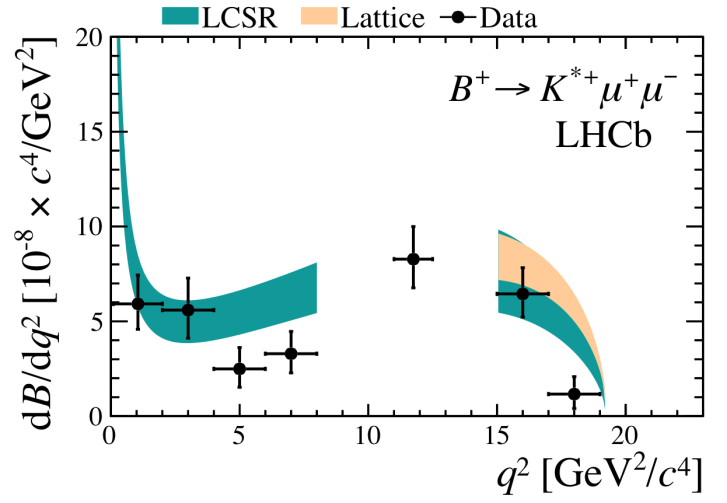 LCSR Lattice Data
B⁺ → K*⁺μ⁺μ⁻
LHCb
dB/dq² [10⁻⁸ × c⁴/GeV²]
20
15
10
5
0
0 5 10 15 20
q² [GeV²/c⁴]